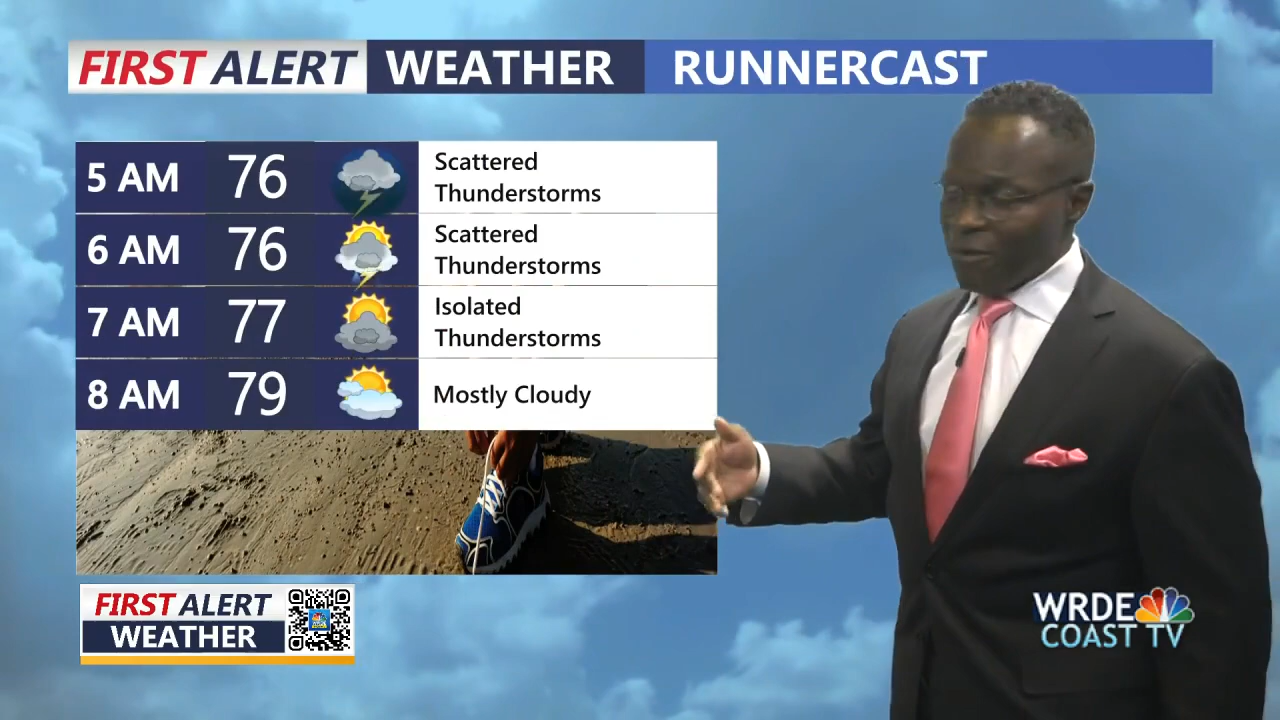 FIRST ALERT WEATHER RUNNERCAST
5 AM 76 Scattered
Thunderstorms
6 AM 76 Scattered
Thunderstorms
7 AM 77 Isolated
Thunderstorms
8 AM 79 Mostly Cloudy
FIRST ALERT
WEATHER
WRDE
COAST TV